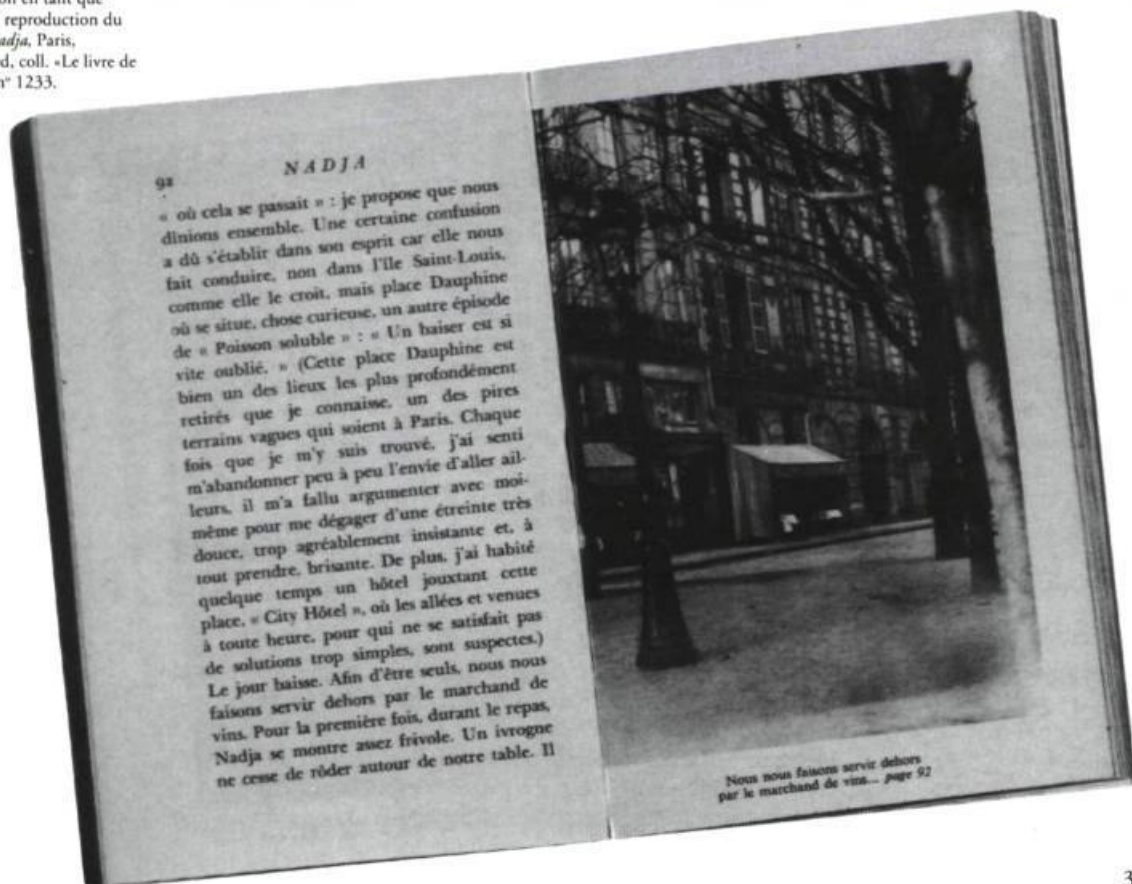 on en tant que
reproduction du
adja, Paris,
d, coll. «Le livre de
n° 1233.
92
NADJA
« où cela se passait » : je propose que nous
dînions ensemble. Une certaine confusion
a dû s'établir dans son esprit car elle nous
fait conduire, non dans l'île Saint-Louis,
comme elle le croit, mais place Dauphine
où se situe, chose curieuse, un autre épisode
de « Poisson soluble » : « Un baiser est si
vite oublié. » (Cette place Dauphine est
bien un des lieux les plus profondément
retirés que je connaisse, un des pires
terrains vagues qui soient à Paris. Chaque
fois que je m'y suis trouvé, j'ai senti
m'abandonner peu à peu l'envie d'aller ail-
leurs, il m'a fallu argumenter avec moi-
même pour me dégager d'une étreinte très
douce, trop agréablement insistante et, à
tout prendre, brisante. De plus, j'ai habité
quelque temps un hôtel jouxtant cette
place, « City Hôtel », où les allées et venues
à toute heure, pour qui ne se satisfait pas
de solutions trop simples, sont suspectes.)
Le jour baisse. Afin d'être seuls, nous nous
faisons servir dehors par le marchand de
vins. Pour la première fois, durant le repas,
Nadja se montre assez frivole. Un ivrogne
ne cesse de rôder autour de notre table. Il
Nous nous faisons servir dehors
par le marchand de vins... page 92
3